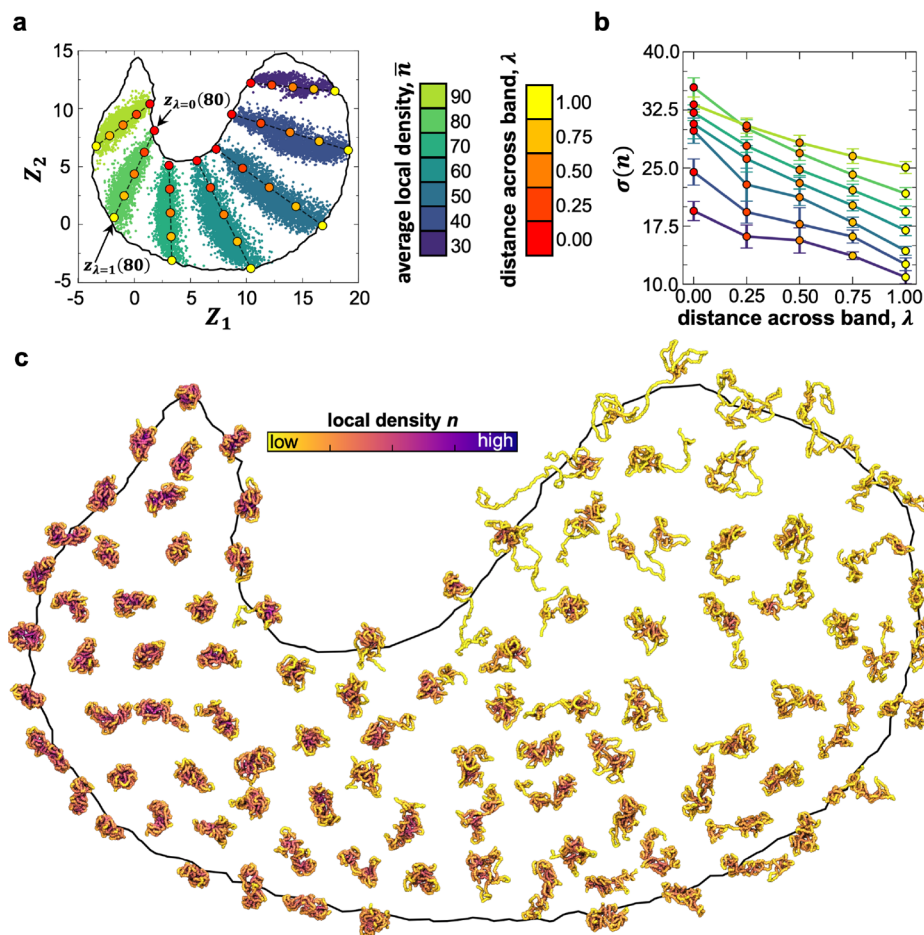 a
15
10
5
0
-5
Z₂
-5 0 5 10 15 20
Z₁
z_λ=0(80)
z_λ=1(80)
average local density, n̅
90
80
70
60
50
40
30
distance across band, λ
1.00
0.75
0.50
0.25
0.00
b
40.0
32.5
25.0
17.5
10.0
σ(n)
0.00 0.25 0.50 0.75 1.00
distance across band, λ
c
local density n
low high